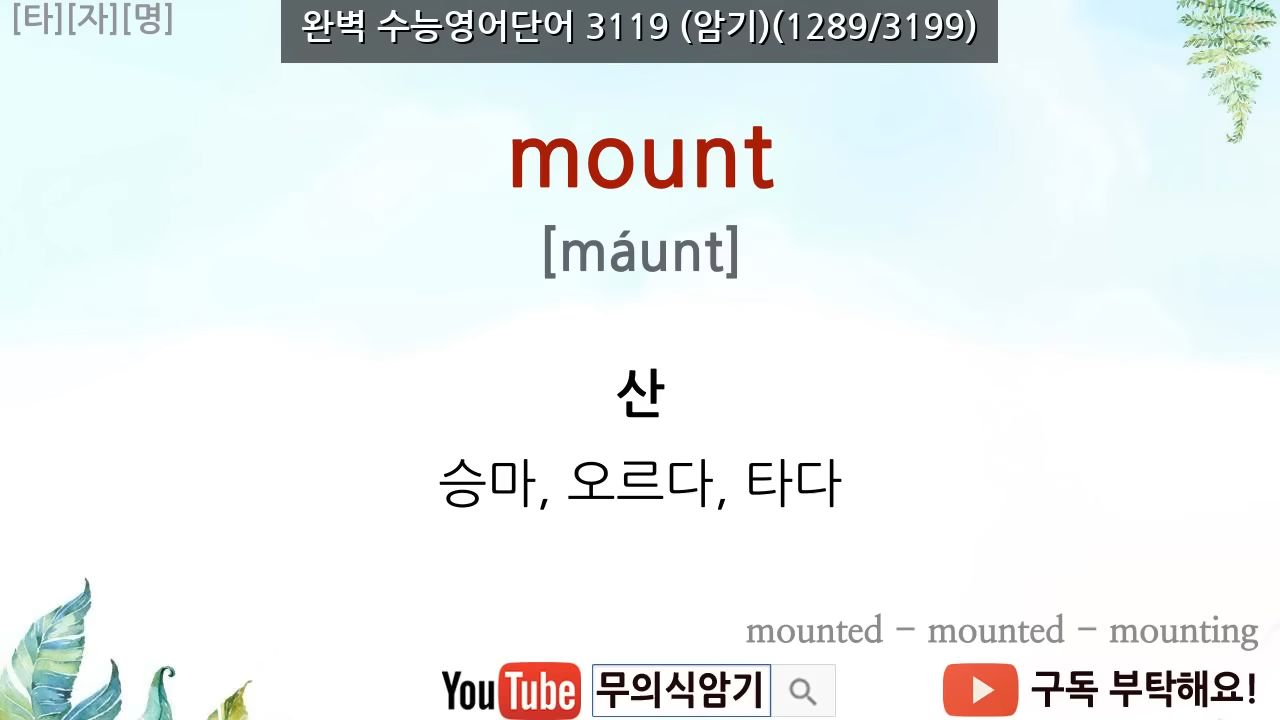 [타][자][명]
완벽 수능영어단어 3119 (암기)(1289/3199)
mount
[máunt]
산
승마, 오르다, 타다
mounted - mounted - mounting
YouTube 무의식암기
구독 부탁해요!